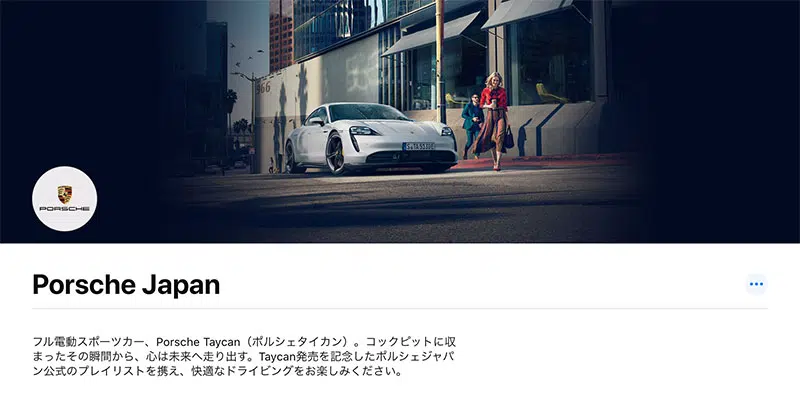 966
PORSCHE
Porsche Japan
フル電動スポーツカー、Porsche Taycan（ポルシェタイカン）。コックピットに収
まったその瞬間から、心は未来へ走り出す。Taycan発売を記念したポルシェジャパ
ン公式のプレイリストを携え、快適なドライビングをお楽しみください。